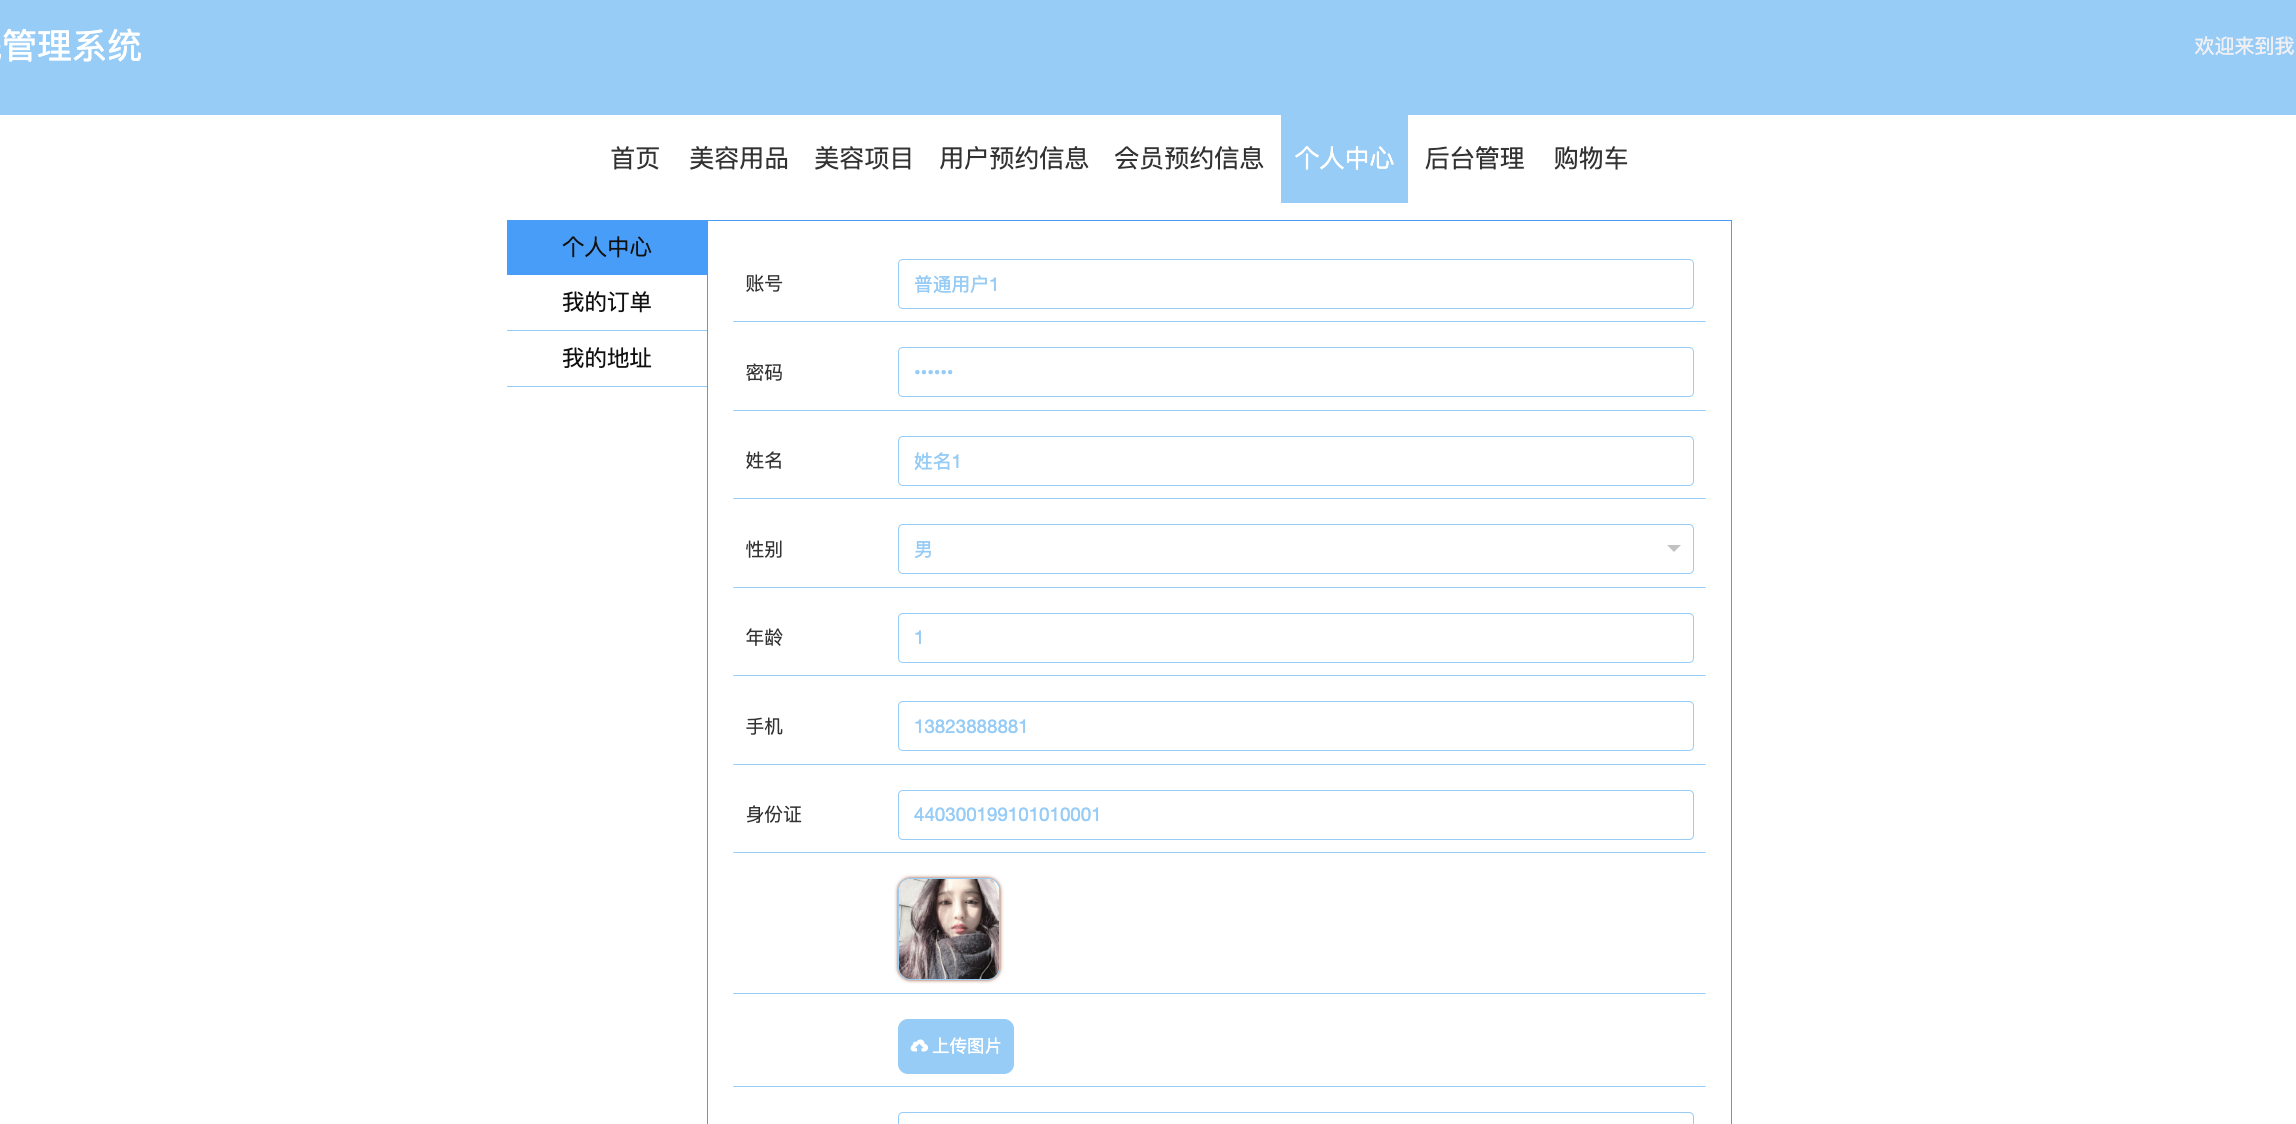 管理系统
欢迎来到我
首页 美容用品 美容项目 用户预约信息 会员预约信息 个人中心 后台管理 购物车
个人中心
我的订单
我的地址
账号 普通用户1
密码 ••••••
姓名 姓名1
性别 男
年龄 1
手机 13823888881
身份证 440300199101010001
上传图片